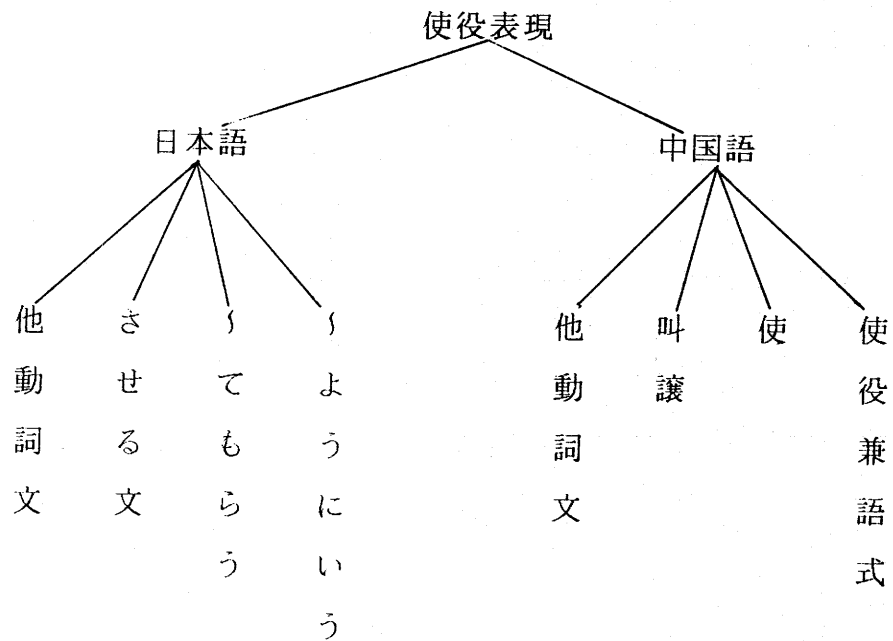 使役表現
日本語
中国語
他動詞文
させる文
～てもらう
～ようにいう
他動詞文
叫讓
使
使役兼語式